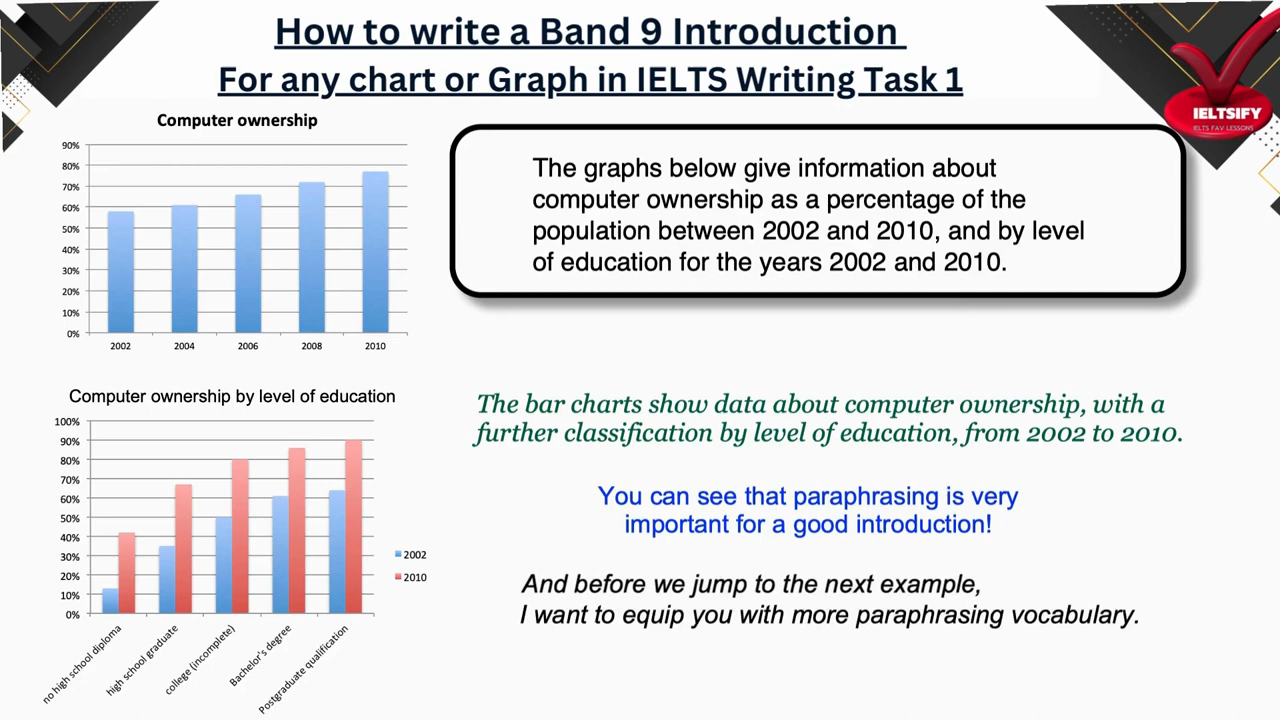 How to write a Band 9 Introduction
For any chart or Graph in IELTS Writing Task 1
IELTSIFY
IELTS FAV LESSONS
Computer ownership
90%
80%
70%
60%
50%
40%
30%
20%
10%
0%
2002 2004 2006 2008 2010
The graphs below give information about
computer ownership as a percentage of the
population between 2002 and 2010, and by level
of education for the years 2002 and 2010.
Computer ownership by level of education
100%
90%
80%
70%
60%
50%
40%
30%
20%
10%
0%
no high school diploma
high school graduate
college (incomplete)
Bachelor's degree
Postgraduate qualification
2002
2010
The bar charts show data about computer ownership, with a
further classification by level of education, from 2002 to 2010.
You can see that paraphrasing is very
important for a good introduction!
And before we jump to the next example,
I want to equip you with more paraphrasing vocabulary.